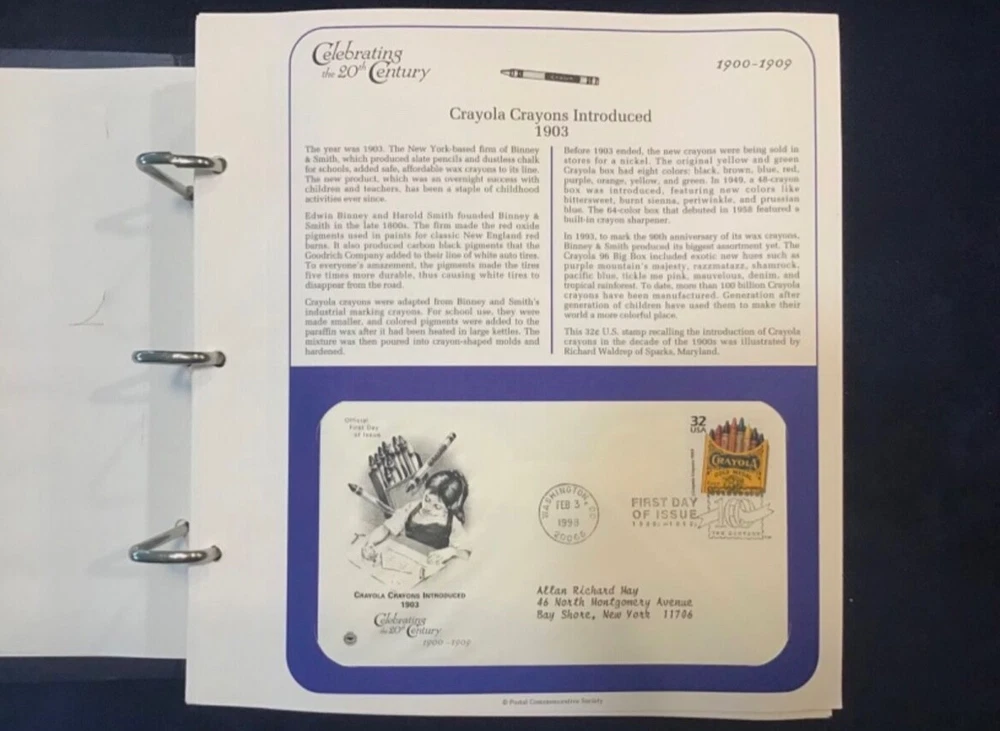 Celebrating
the 20th Century
1900-1909
Crayola Crayons Introduced
1903
The year was 1903. The New York-based firm of Binney
& Smith, which produced slate pencils and dustless chalk
for schools, added safe, affordable wax crayons to its line.
The new product, which was an overnight success with
children and teachers, has been a staple of childhood
activities ever since.
Edwin Binney and Harold Smith founded Binney &
Smith in the late 1800s. The firm made the red oxide
pigments used in paints for classic New England red
barns. It also produced carbon black pigments that the
Goodrich Company added to their line of white auto tires.
To everyone's amazement, the pigments made the tires
five times more durable, thus causing white tires to
disappear from the road.
Crayola crayons were adapted from Binney and Smith's
industrial marking crayons. For school use, they were
made smaller, and colored pigments were added to the
paraffin wax after it had been heated in large kettles. The
mixture was then poured into crayon-shaped molds and
hardened.
Before 1903 ended, the new crayons were being sold in
stores for a nickel. The original yellow and green
Crayola box had eight colors: black, brown, blue, red,
purple, orange, yellow, and green. In 1949, a 48-crayon
box was introduced, featuring new colors like
bittersweet, burnt sienna, periwinkle, and prussian
blue. The 64-color box that debuted in 1958 featured a
built-in crayon sharpener.
In 1993, to mark the 90th anniversary of its wax crayons,
Binney & Smith produced its biggest assortment yet. The
Crayola 96 Big Box included exotic new hues such as
purple mountain's majesty, razzmatazz, shamrock,
pacific blue, tickle me pink, mauvelous, denim, and
tropical rainforest. To date, more than 100 billion Crayola
crayons have been manufactured. Generation after
generation of children have used them to make their
world a more colorful place.
This 32¢ U.S. stamp recalling the introduction of Crayola
crayons in the decade of the 1900s was illustrated by
Richard Waldrep of Sparks, Maryland.
Official
First Day
of Issue
CRAYOLA CRAYONS INTRODUCED
1903
Celebrating
the 20th Century
1900-1909
WASHINGTON, DC
FEB 3
1998
20066
FIRST DAY
OF ISSUE
32
USA
CRAYOLA
GOLD MEDAL
Allan Richard Hay
46 North Montgomery Avenue
Bay Shore, New York 11706
© Postal Commemorative Society